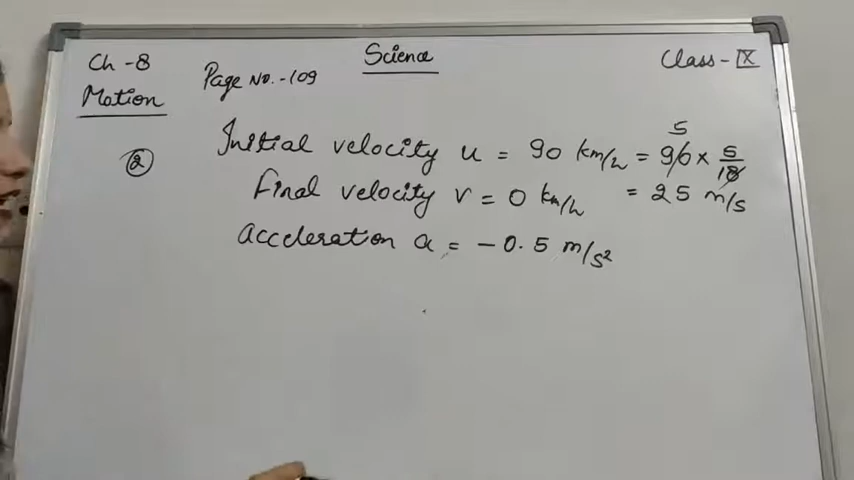 Ch - 8 Science Class - IX
Motion Page No. - 109
2 Initial velocity u = 90 km/h = 90 × 5/18 5
Final velocity v = 0 km/h = 25 m/s
acceleration a = - 0.5 m/s²